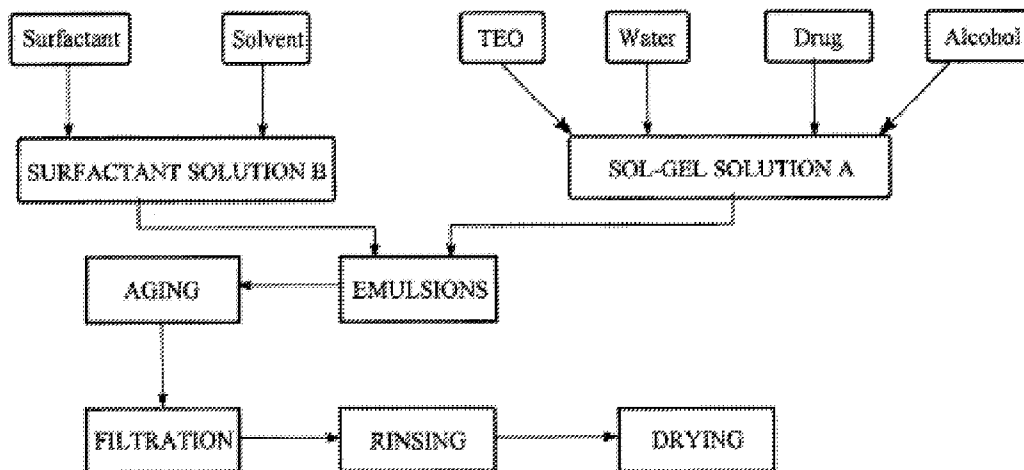 Surfactant
Solvent
TEO
Water
Drug
Alcohol
SURFACTANT SOLUTION B
SOL-GEL SOLUTION A
AGING
EMULSIONS
FILTRATION
RINSING
DRYING